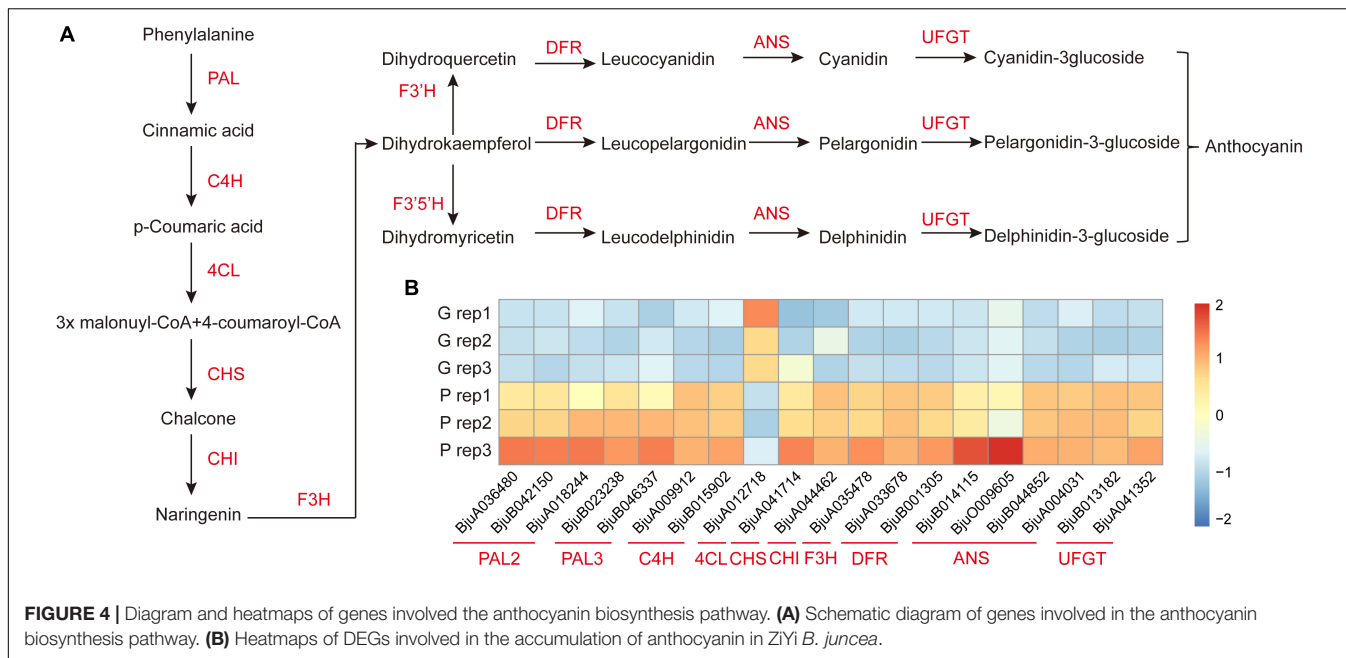 A
Phenylalanine
PAL
Cinnamic acid
C4H
p-Coumaric acid
4CL
3x malonuyl-CoA+4-coumaroyl-CoA
CHS
Chalcone
CHI
Naringenin
F3H
Dihydroquercetin DFR Leucocyanidin ANS Cyanidin UFGT Cyanidin-3glucoside
F3'H
Dihydrokaempferol DFR Leucopelargonidin ANS Pelargonidin UFGT Pelargonidin-3-glucoside Anthocyanin
F3'5'H
Dihydromyricetin DFR Leucodelphinidin ANS Delphinidin UFGT Delphinidin-3-glucoside
B
G rep1
G rep2
G rep3
P rep1
P rep2
P rep3
2
1
0
−1
−2
BjuA036480
BjuB042150
BjuA018244
BjuB023238
BjuB046337
BjuA009912
BjuB015902
BjuA012718
BjuA041714
BjuA044462
BjuA035478
BjuA033678
BjuB001305
BjuB014115
BjuO009605
BjuB044852
BjuA004031
BjuB013182
BjuA041352
PAL2 PAL3 C4H 4CL CHS CHI F3H DFR ANS UFGT
FIGURE 4 | Diagram and heatmaps of genes involved the anthocyanin biosynthesis pathway. (A) Schematic diagram of genes involved in the anthocyanin
biosynthesis pathway. (B) Heatmaps of DEGs involved in the accumulation of anthocyanin in ZiYi B. juncea.